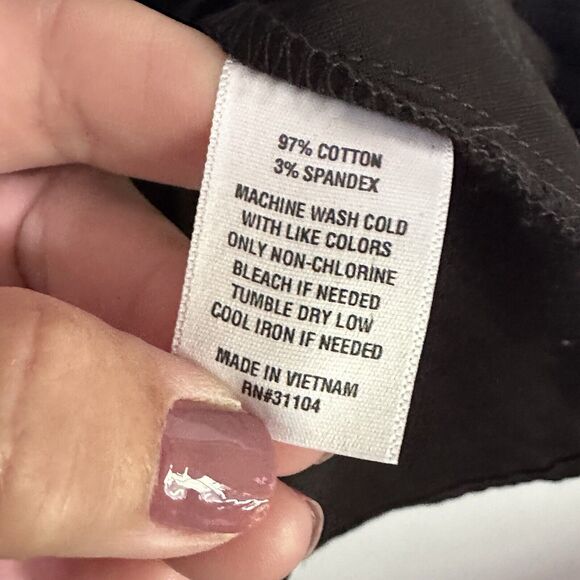 97% COTTON
3% SPANDEX
MACHINE WASH COLD
WITH LIKE COLORS
ONLY NON-CHLORINE
BLEACH IF NEEDED
TUMBLE DRY LOW
COOL IRON IF NEEDED
MADE IN VIETNAM
RN#31104